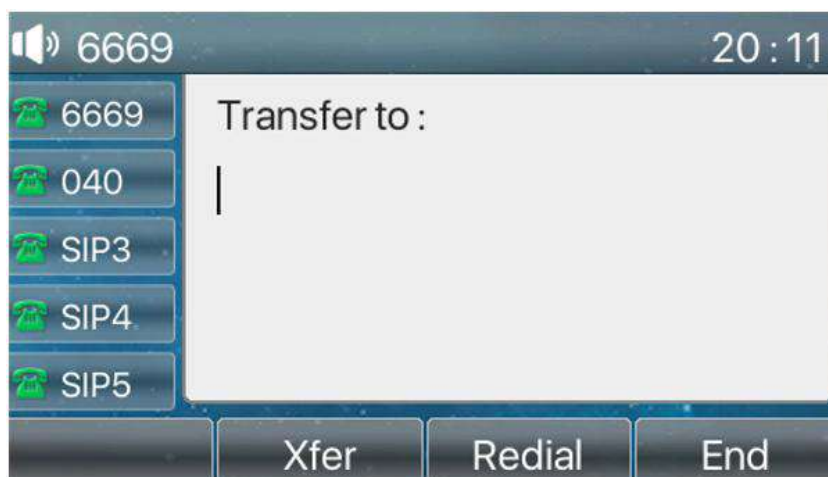 6669 20:11
6669
Transfer to:
040
SIP3
SIP4
SIP5
Xfer Redial End